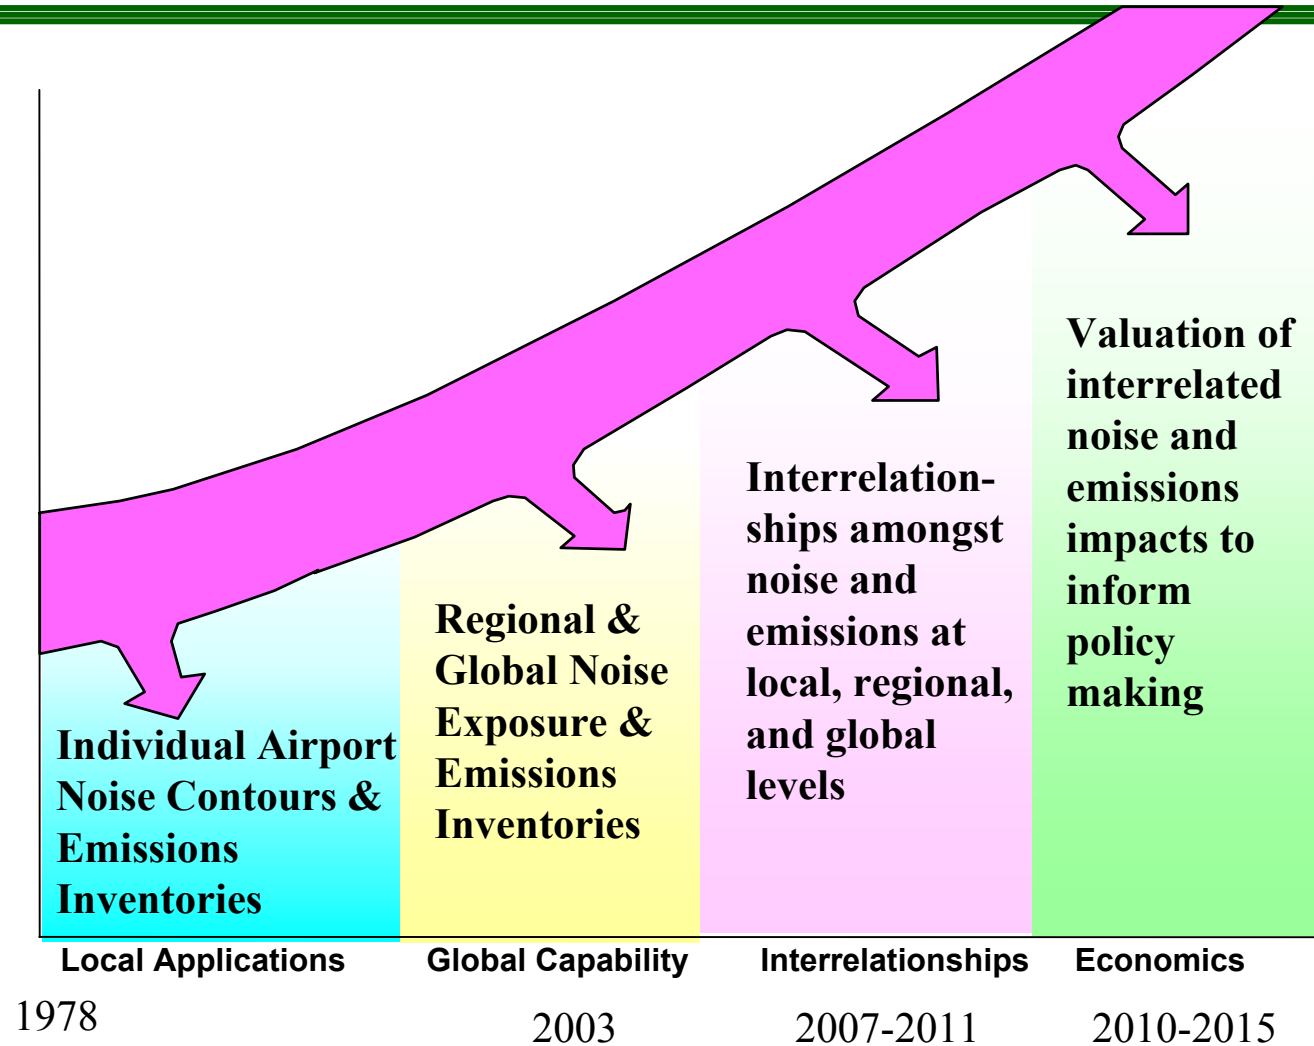 Individual Airport
Noise Contours &
Emissions
Inventories
Regional &
Global Noise
Exposure &
Emissions
Inventories
Interrelation-
ships amongst
noise and
emissions at
local, regional,
and global
levels
Valuation of
interrelated
noise and
emissions
impacts to
inform
policy
making
Local Applications
Global Capability
Interrelationships
Economics
1978
2003
2007-2011
2010-2015